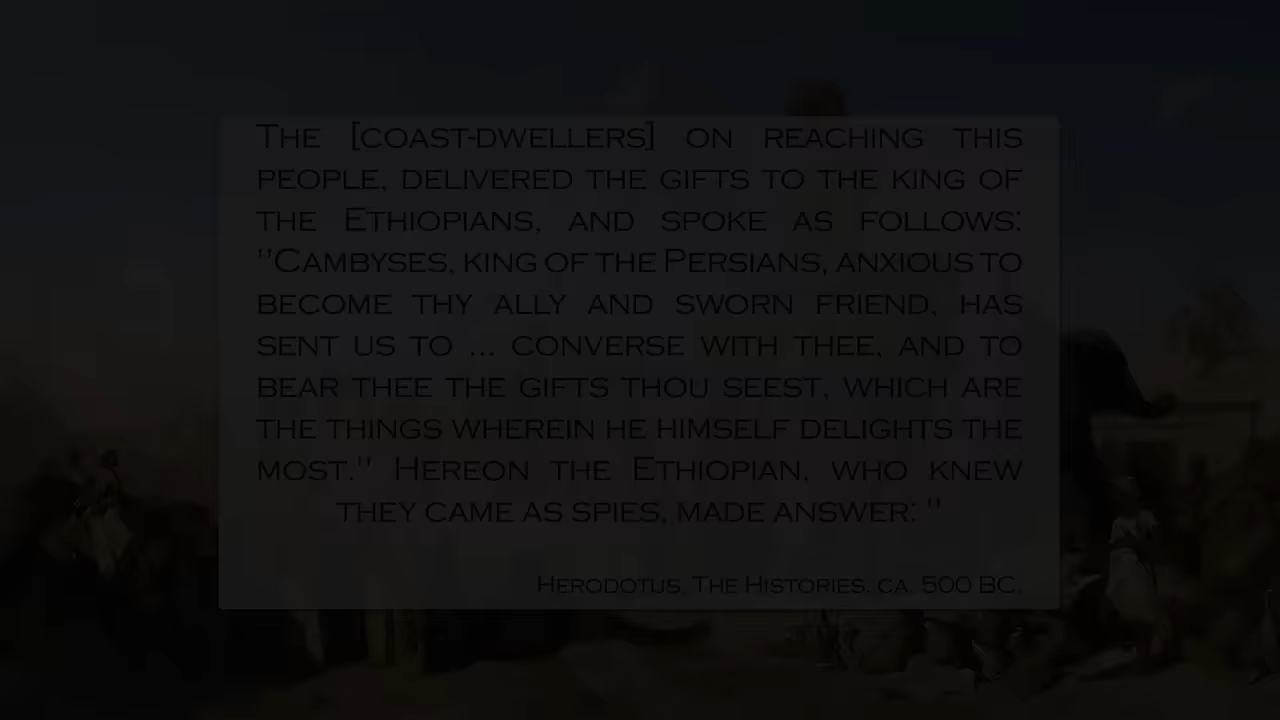 The [coast-dwellers] on reaching this
people, delivered the gifts to the king of
the Ethiopians, and spoke as follows:
"Cambyses, king of the Persians, anxious to
become thy ally and sworn friend, has
sent us to ... converse with thee, and to
bear thee the gifts thou seest, which are
the things wherein he himself delights the
most." Hereon the Ethiopian, who knew
they came as spies, made answer: "
Herodotus, The Histories. ca. 500 BC.